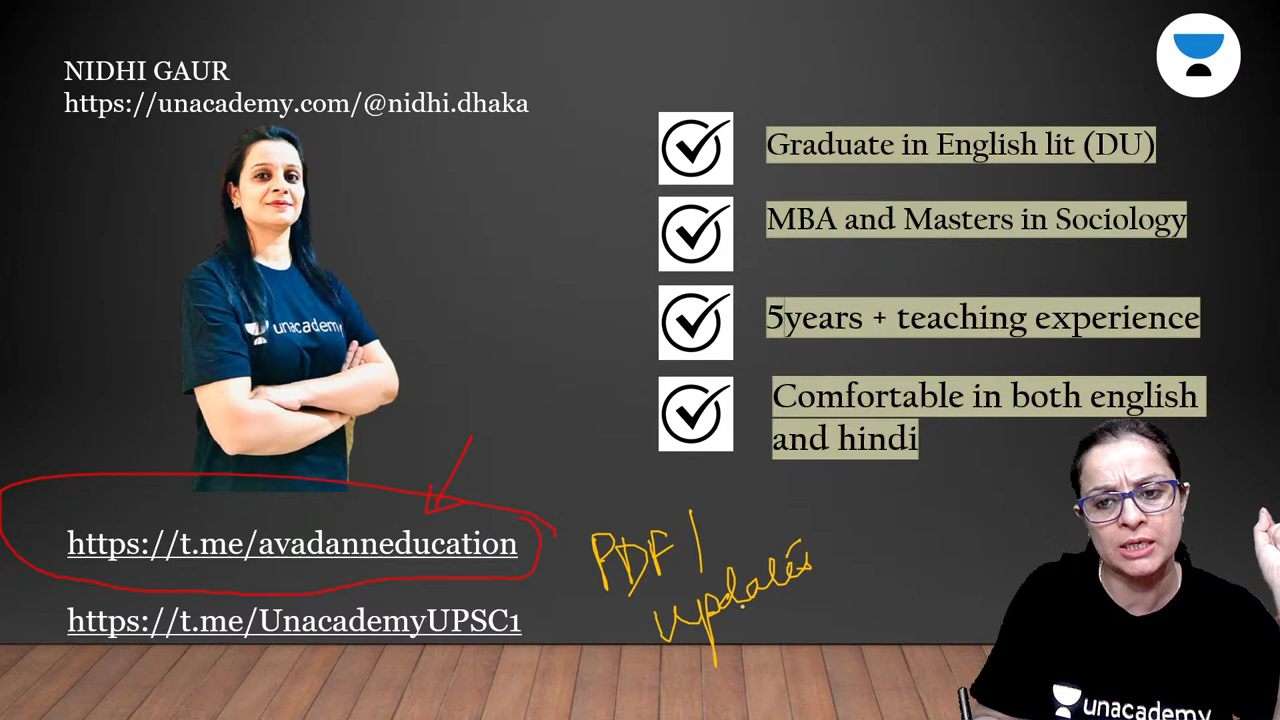 NIDHI GAUR
https://unacademy.com/@nidhi.dhaka
Graduate in English lit (DU)
MBA and Masters in Sociology
5years + teaching experience
Comfortable in both english
and hindi
unacademy
https://t.me/avadanneducation
https://t.me/UnacademyUPSC1
PDF /
updates
unacademy